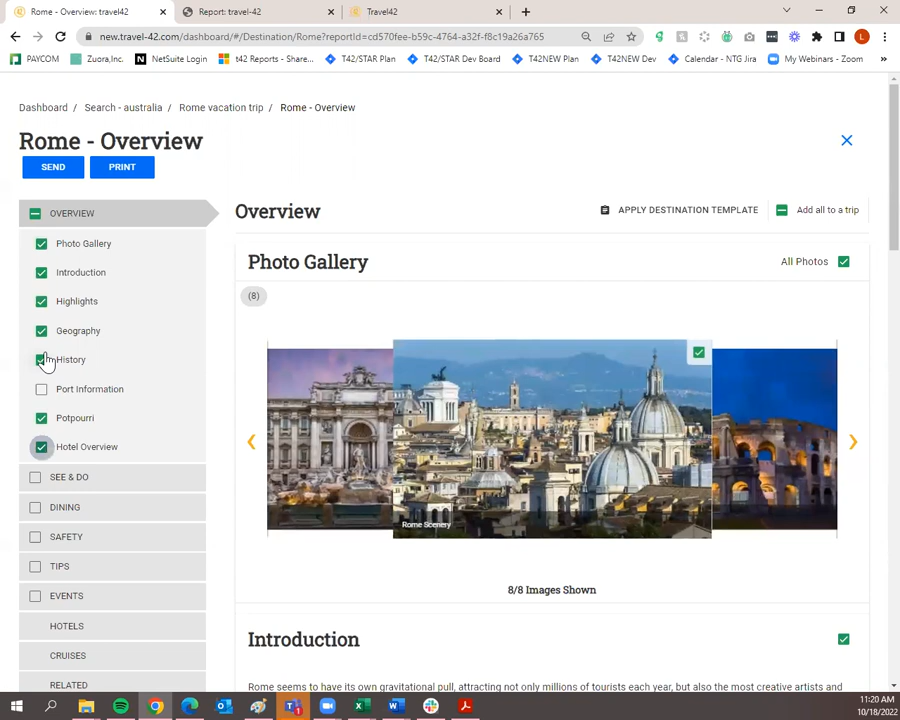 Rome - Overview: travel42
Report: travel-42
Travel42
new.travel-42.com/dashboard/#/Destination/Rome?reportId=cd570fee-b59c-4764-a32f-f8c19a26a765
PAYCOM
Zuora,Inc.
NetSuite Login
t42 Reports - Share...
T42/STAR Plan
T42/STAR Dev Board
T42NEW Plan
T42NEW Dev
Calendar - NTG Jira
My Webinars - Zoom
Dashboard / Search - australia / Rome vacation trip / Rome - Overview
Rome - Overview
SEND PRINT
OVERVIEW
Photo Gallery
Introduction
Highlights
Geography
History
Port Information
Potpourri
Hotel Overview
SEE & DO
DINING
SAFETY
TIPS
EVENTS
HOTELS
CRUISES
RELATED
Overview
APPLY DESTINATION TEMPLATE
Add all to a trip
Photo Gallery
All Photos
(8)
Rome Scenery
8/8 Images Shown
Introduction
Rome seems to have its own gravitational pull, attracting not only millions of tourists each year, but also the most creative artists and
11:20 AM
10/18/2022